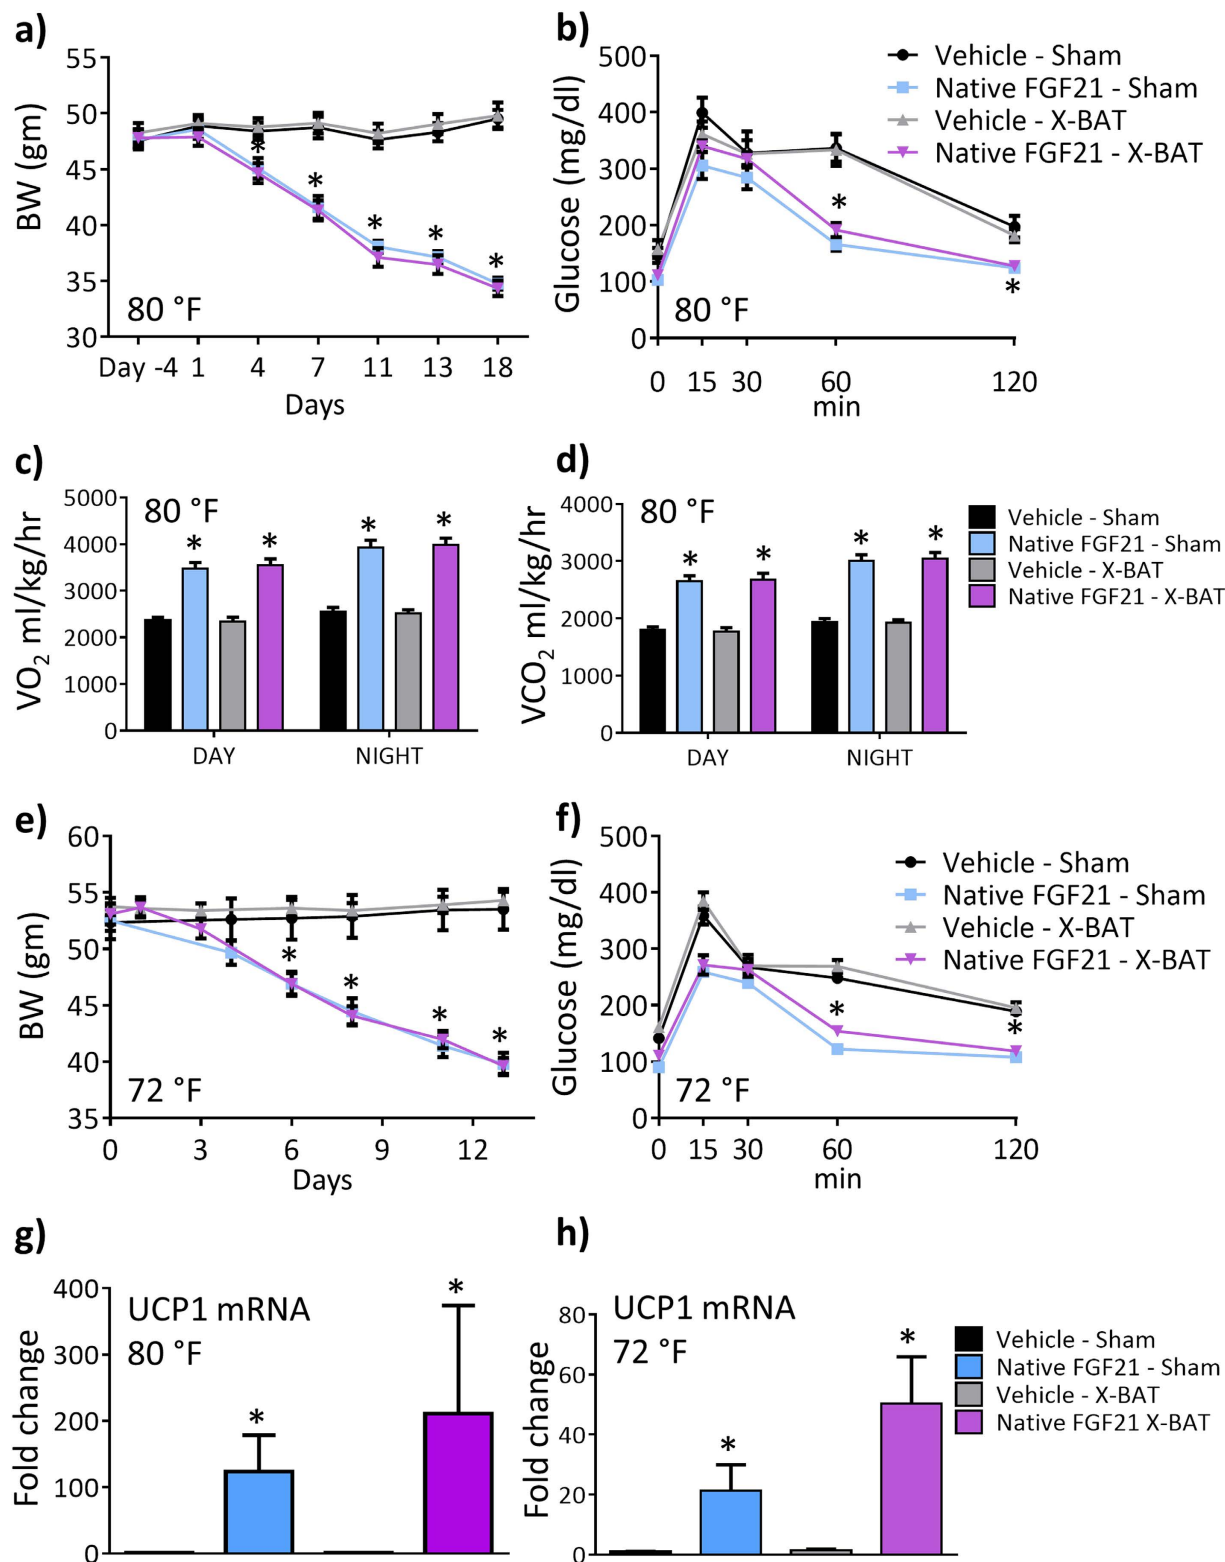 a)
55
50
45
40
35
30
BW (gm)
*
*
*
*
*
80 °F
Day -4 1 4 7 11 13 18
Days
b)
500
400
300
200
100
0
Glucose (mg/dl)
*
*
80 °F
0 15 30 60 120
min
Vehicle - Sham
Native FGF21 - Sham
Vehicle - X-BAT
Native FGF21 - X-BAT
c)
5000
4000
3000
2000
1000
0
VO2 ml/kg/hr
80 °F
* * * *
DAY NIGHT
d)
4000
3000
2000
1000
0
VCO2 ml/kg/hr
80 °F
* * * *
DAY NIGHT
Vehicle - Sham
Native FGF21 - Sham
Vehicle - X-BAT
Native FGF21 - X-BAT
e)
60
55
50
45
40
35
BW (gm)
*
*
*
*
72 °F
0 3 6 9 12
Days
f)
500
400
300
200
100
0
Glucose (mg/dl)
*
*
72 °F
0 15 30 60 120
min
Vehicle - Sham
Native FGF21 - Sham
Vehicle - X-BAT
Native FGF21 - X-BAT
g)
400
300
200
100
0
Fold change
UCP1 mRNA
80 °F
* *
h)
80
60
40
20
0
Fold change
UCP1 mRNA
72 °F
* *
Vehicle - Sham
Native FGF21 - Sham
Vehicle - X-BAT
Native FGF21 X-BAT